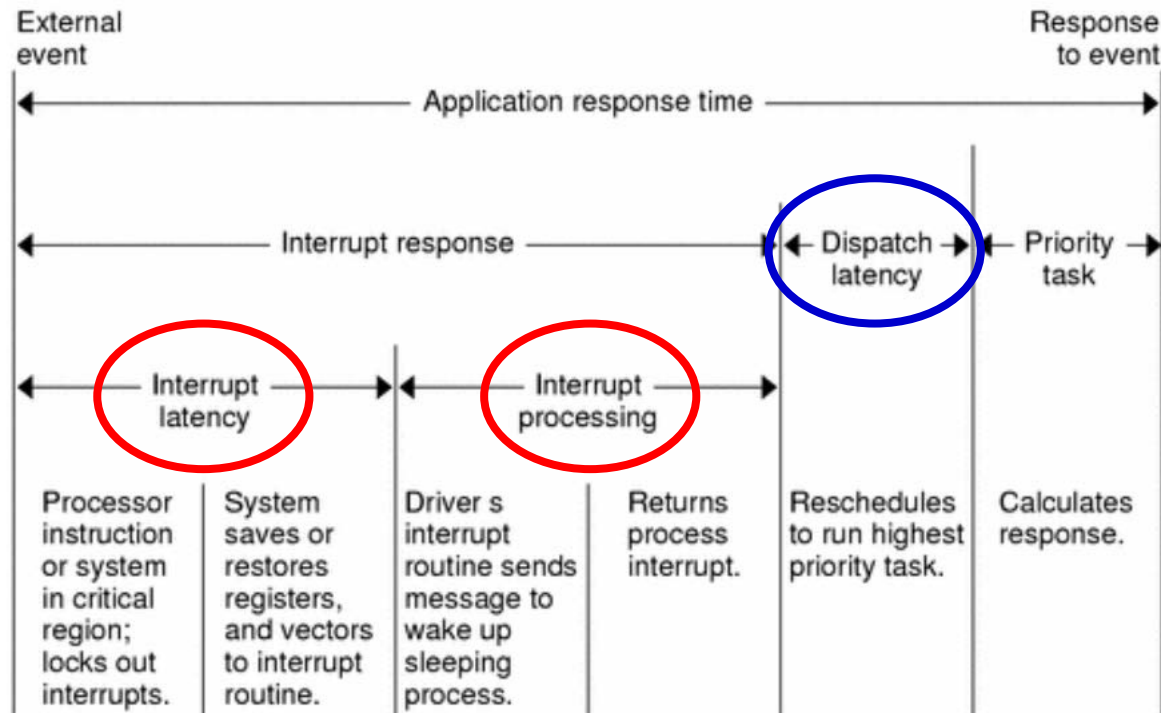 External
event
Response
to event
Application response time
Interrupt response
Dispatch
latency
Priority
task
Interrupt
latency
Interrupt
processing
Processor
instruction
or system
in critical
region;
locks out
interrupts.
System
saves or
restores
registers,
and vectors
to interrupt
routine.
Driver s
interrupt
routine sends
message to
wake up
sleeping
process.
Returns
process
interrupt.
Reschedules
to run highest
priority task.
Calculates
response.